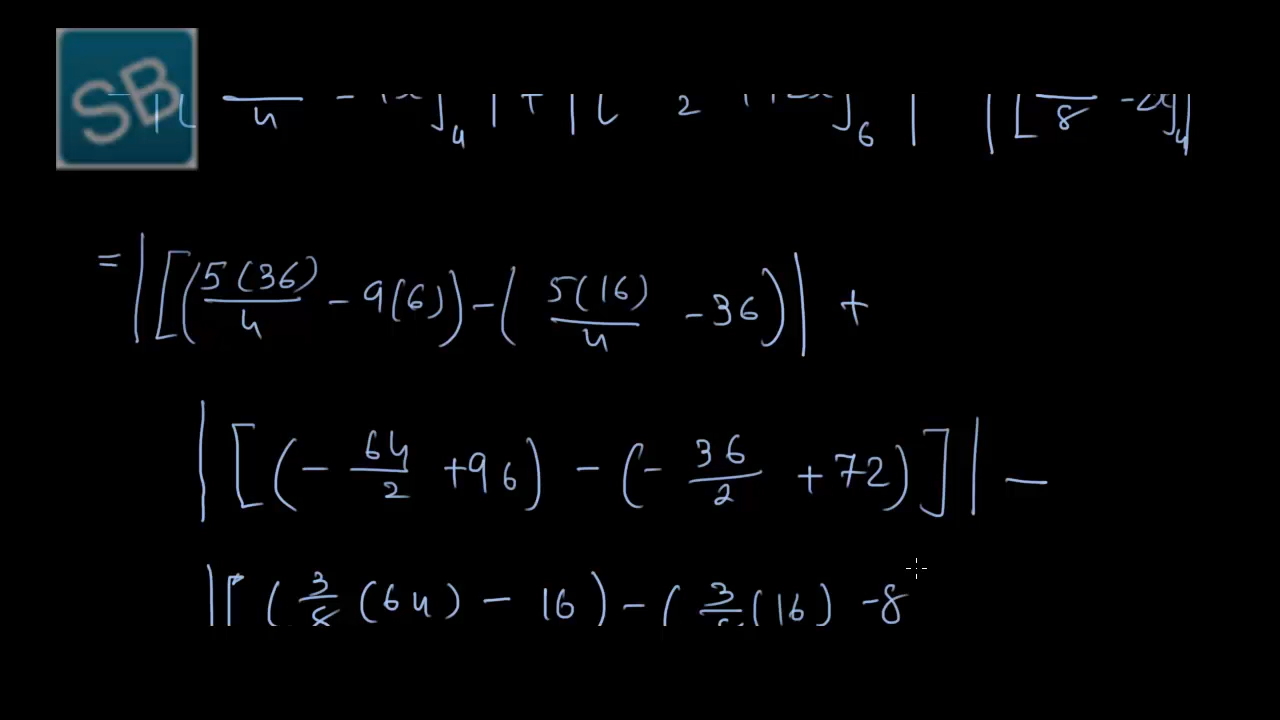 SB
= |[(5(36)/4 - 9(6)) - (5(16)/4 - 36)| +
|[(- 64/2 + 96) - (- 36/2 + 72)]| -
|[(3/8 (64) - 16) - (3/8 (16) - 8